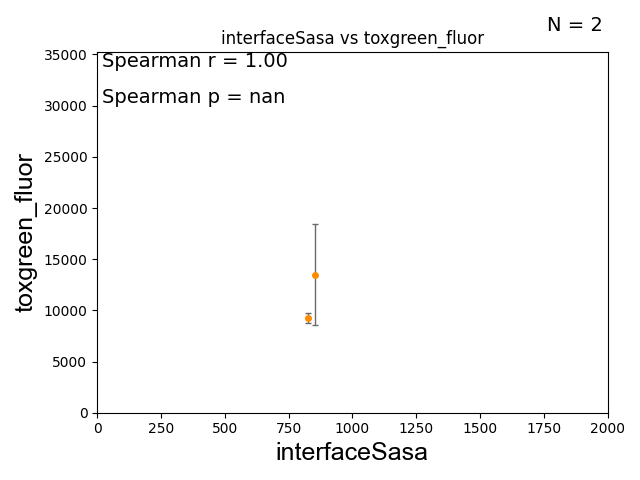 N = 2
interfaceSasa vs toxgreen_fluor
Spearman r = 1.00
Spearman p = nan
35000
30000
25000
20000
15000
10000
5000
0
toxgreen_fluor
0 250 500 750 1000 1250 1500 1750 2000
interfaceSasa